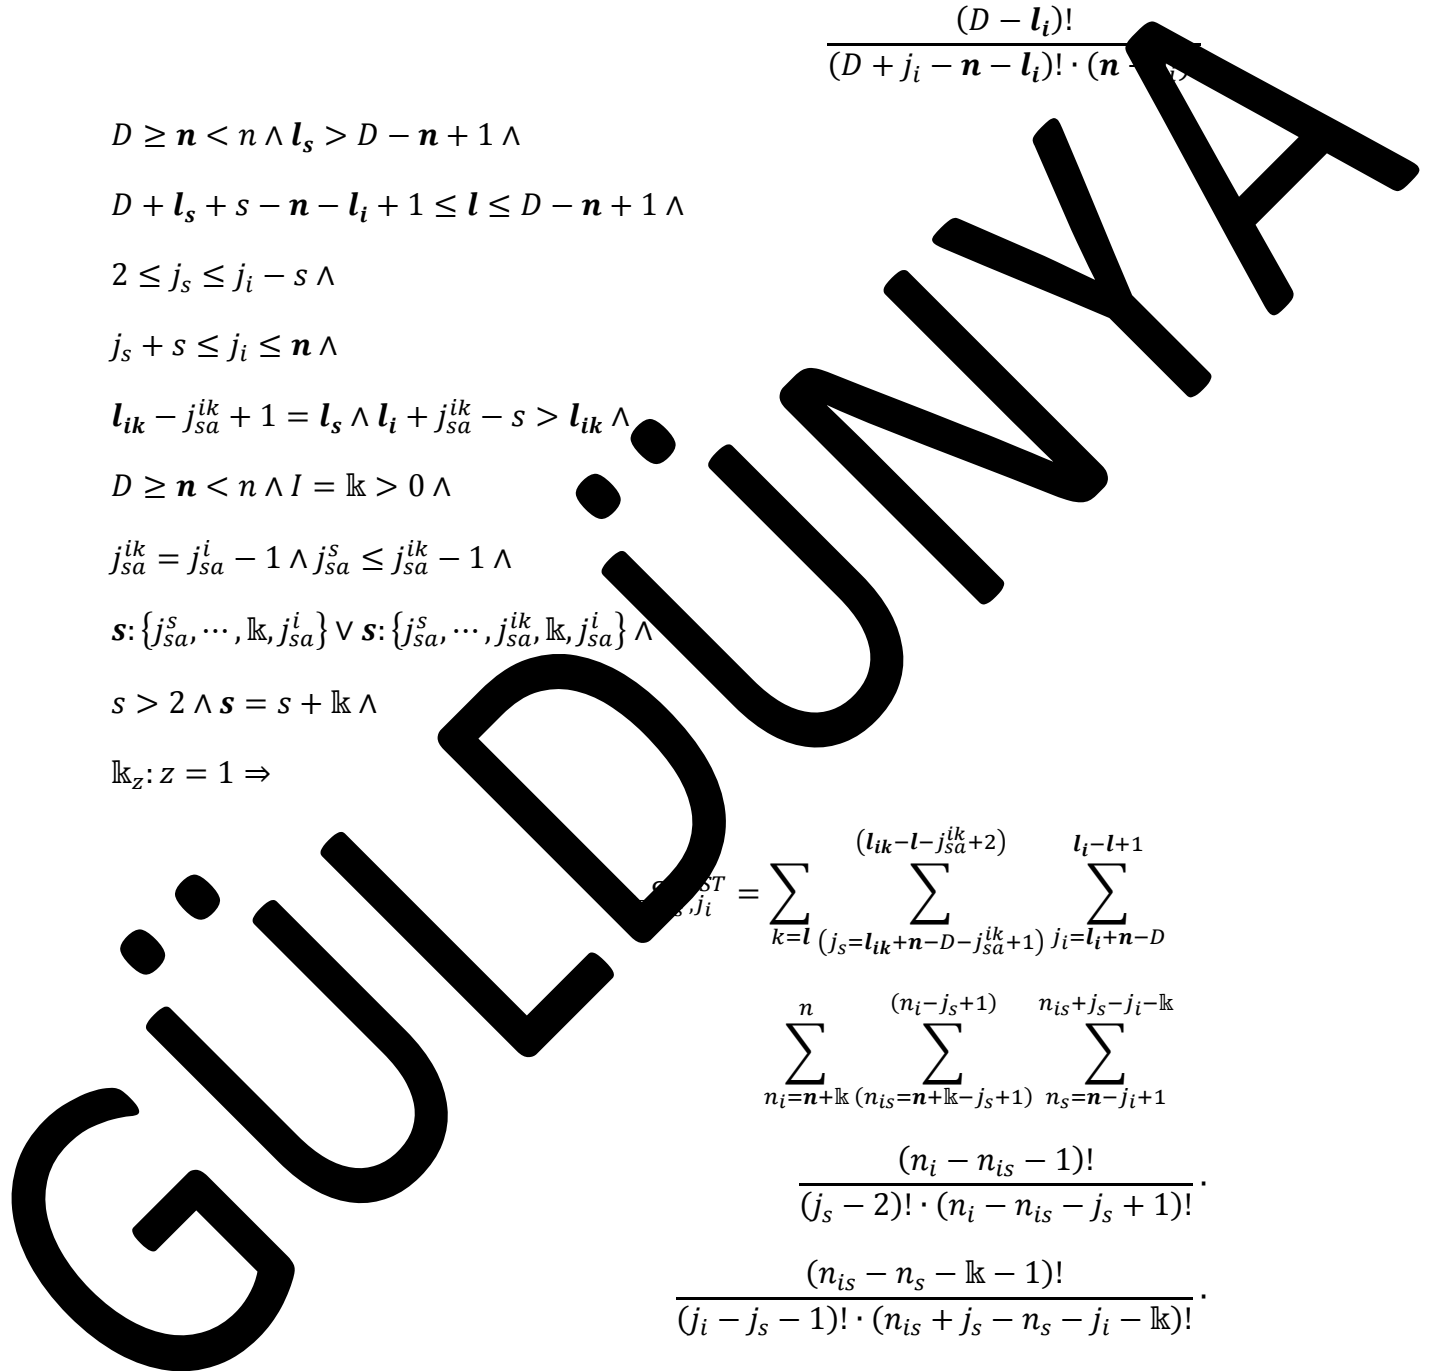 (D − l_i)!
(D + j_i − n − l_i)! · (n
D ≥ n < n ∧ l_s > D − n + 1 ∧
D + l_s + s − n − l_i + 1 ≤ l ≤ D − n + 1 ∧
2 ≤ j_s ≤ j_i − s ∧
j_s + s ≤ j_i ≤ n ∧
l_ik − j_sa^ik + 1 = l_s ∧ l_i + j_sa^ik − s > l_ik ∧
D ≥ n < n ∧ I = 𝕜 > 0 ∧
j_sa^ik = j_sa^i − 1 ∧ j_sa^s ≤ j_sa^ik − 1 ∧
s: {j_sa^s, ⋯ , 𝕜, j_sa^i} ∨ s: {j_sa^s, ⋯ , j_sa^ik, 𝕜, j_sa^i} ∧
s > 2 ∧ s = s + 𝕜 ∧
𝕜_z: z = 1 ⇒
(l_ik−l−j_sa^ik+2) l_i−l+1
ST ,j_i = ∑ ∑ ∑
k=l (j_s=l_ik+n−D−j_sa^ik+1) j_i=l_i+n−D
n (n_i−j_s+1) n_is+j_s−j_i−𝕜
∑ ∑ ∑
n_i=n+𝕜 (n_is=n+𝕜−j_s+1) n_s=n−j_i+1
(n_i − n_is − 1)!
(j_s − 2)! · (n_i − n_is − j_s + 1)! ·
(n_is − n_s − 𝕜 − 1)!
(j_i − j_s − 1)! · (n_is + j_s − n_s − j_i − 𝕜)! ·
GÜLDÜNYA